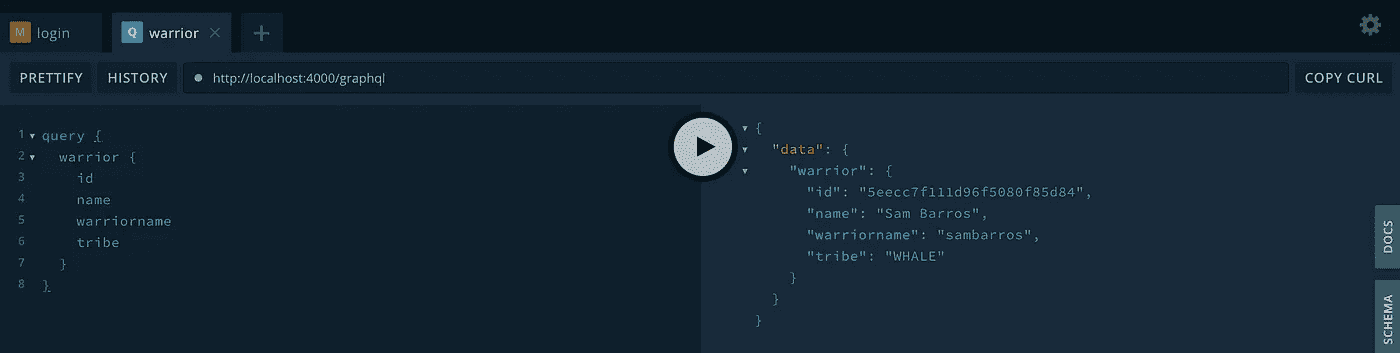 M login
Q warrior ×
+
PRETTIFY HISTORY http://localhost:4000/graphql COPY CURL
1 query {
2 warrior {
3 id
4 name
5 warriorname
6 tribe
7 }
8 }
{
"data": {
"warrior": {
"id": "5eecc7f111d96f5080f85d84",
"name": "Sam Barros",
"warriorname": "sambarros",
"tribe": "WHALE"
}
}
}
DOCS
SCHEMA